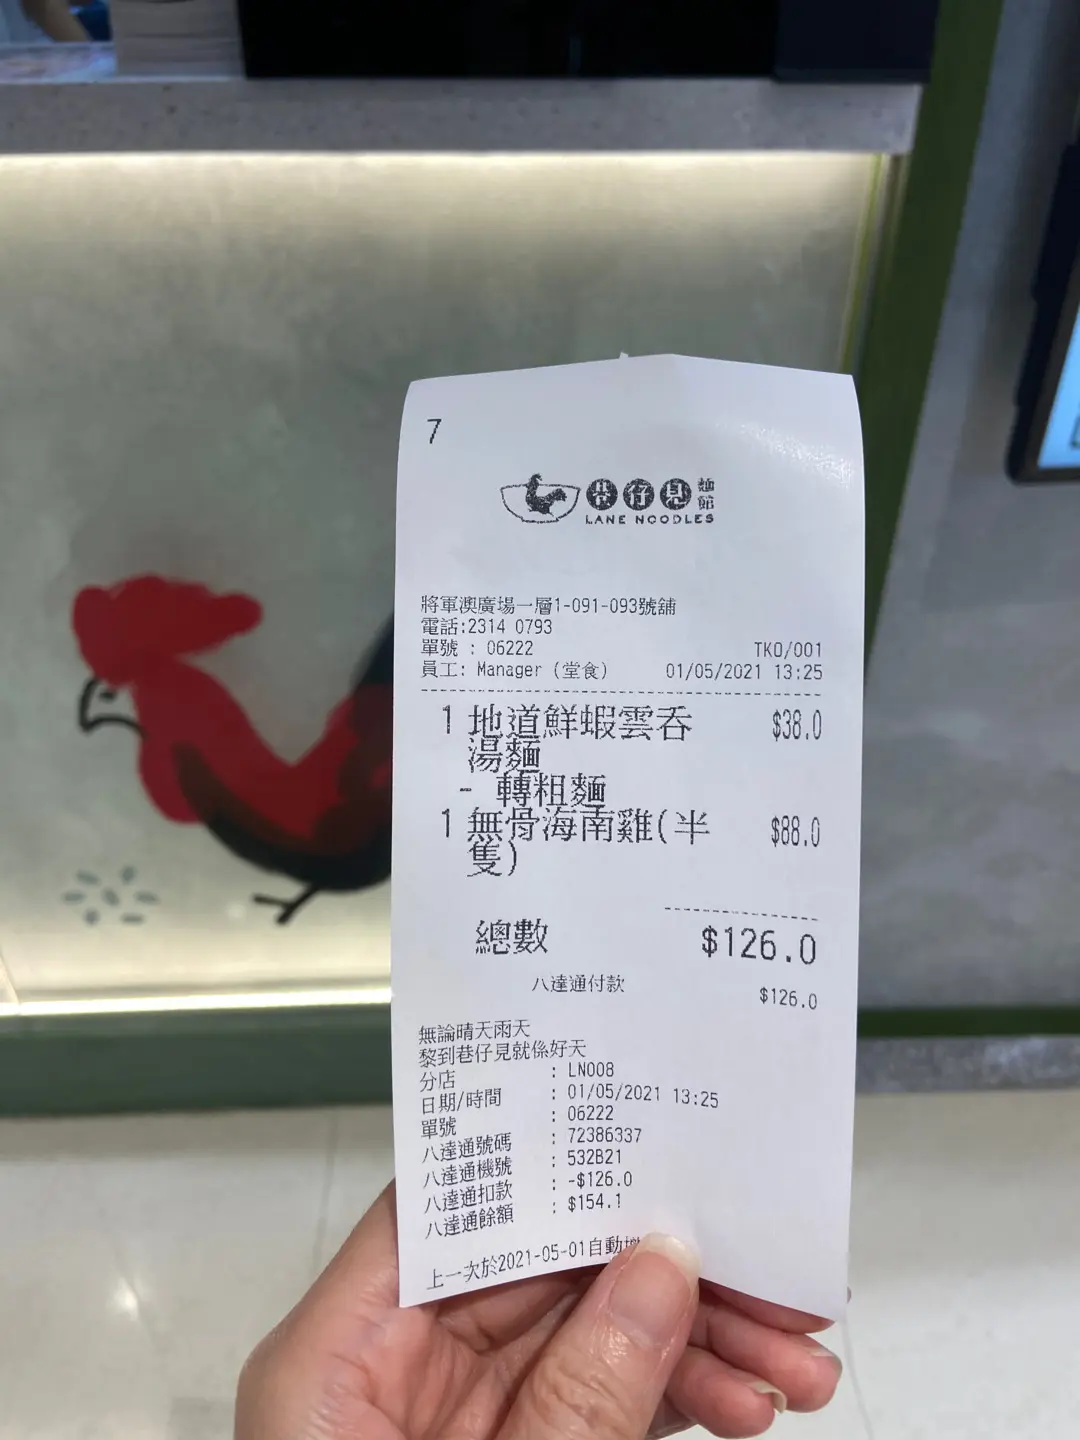 7
巷仔見 麵館
LANE NOODLES
將軍澳廣場一層1-091-093號舖
電話:2314 0793
單號 : 06222 TKO/001
員工: Manager (堂食) 01/05/2021 13:25
1 地道鮮蝦雲吞 $38.0
湯麵
- 轉粗麵
1 無骨海南雞(半 $88.0
隻)
總數 $126.0
八達通付款 $126.0
無論晴天雨天
黎到巷仔見就係好天
分店 : LN008
日期/時間 : 01/05/2021 13:25
單號 : 06222
八達通號碼 : 72386337
八達通機號 : 532B21
八達通扣款 : -$126.0
八達通餘額 : $154.1
上一次於2021-05-01自動